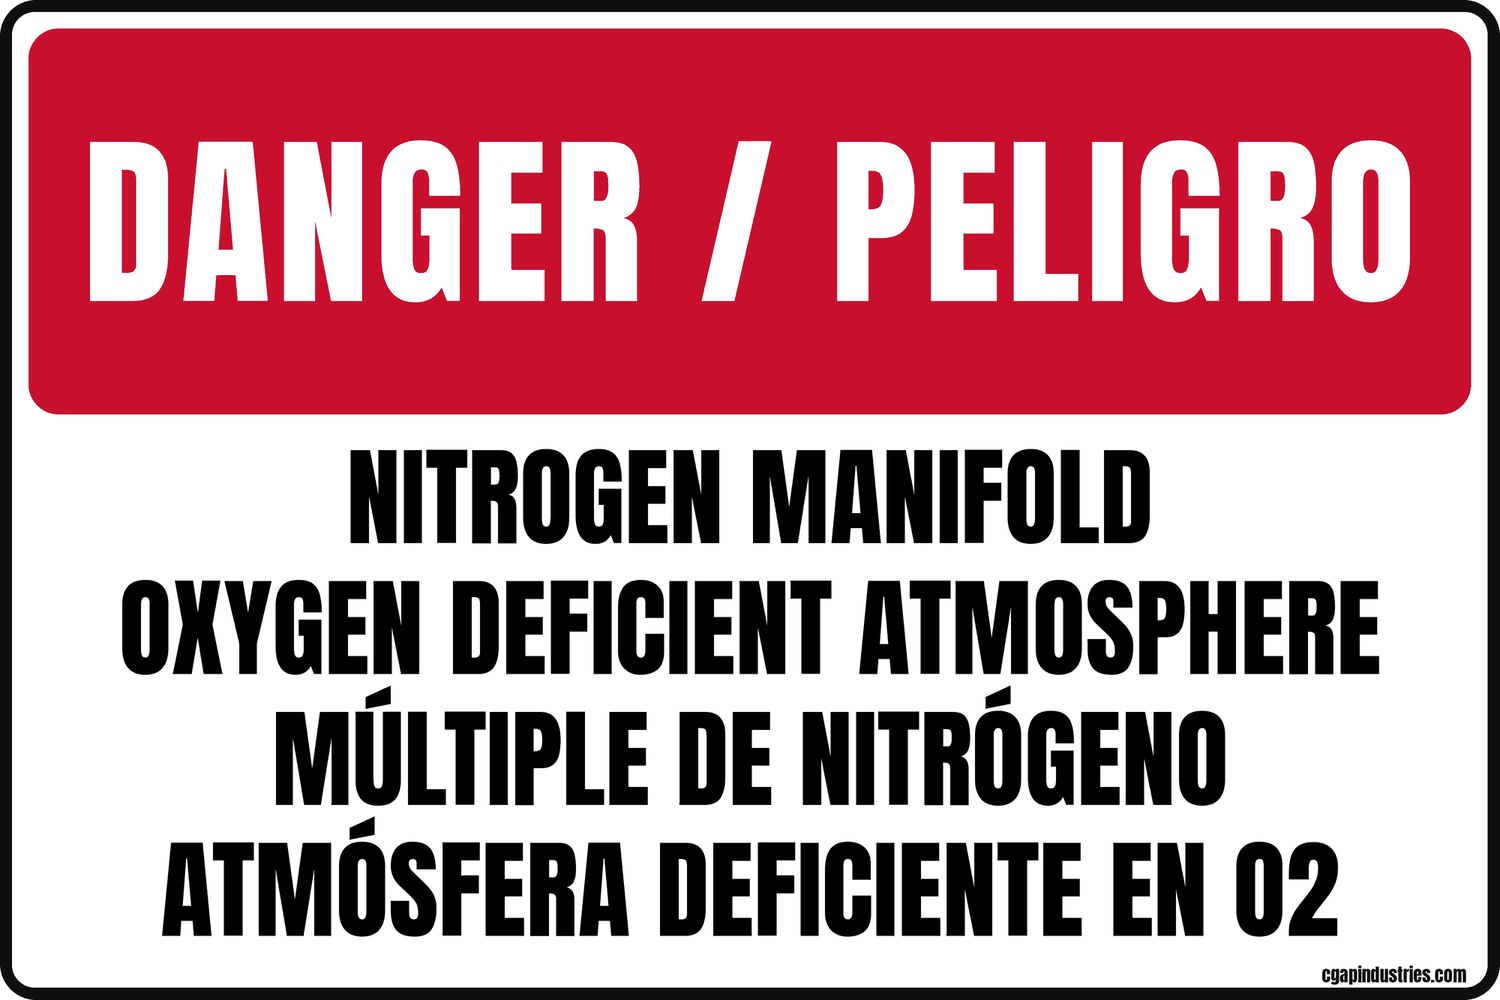 DANGER / PELIGRO
NITROGEN MANIFOLD
OXYGEN DEFICIENT ATMOSPHERE
MÚLTIPLE DE NITRÓGENO
ATMÓSFERA DEFICIENTE EN O2
cgapindustries.com